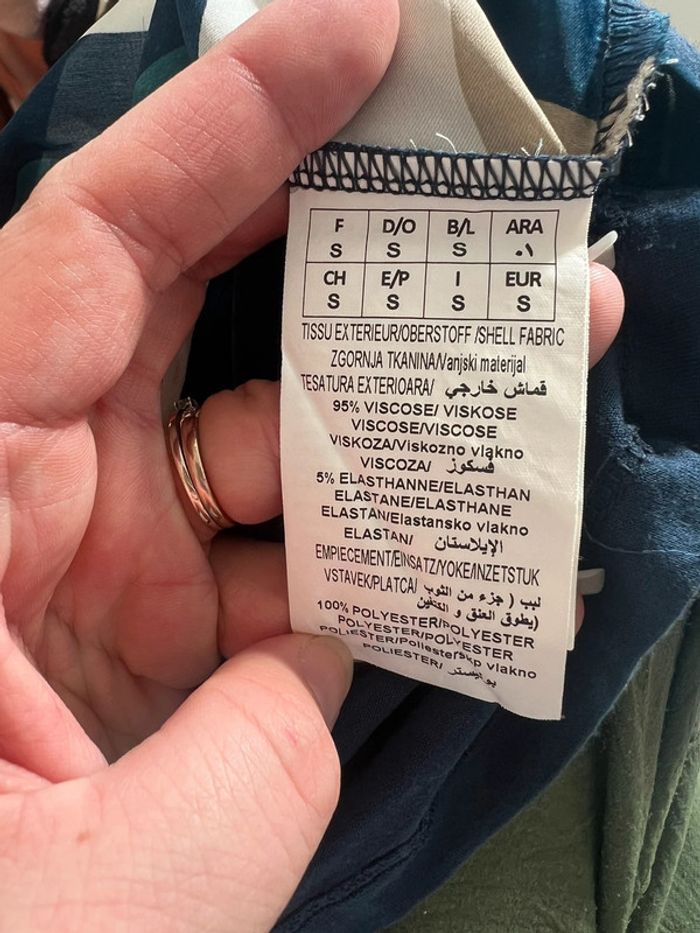 F D/O B/L ARA
S S S ٠١
CH E/P I EUR
S S S S
TISSU EXTERIEUR/OBERSTOFF /SHELL FABRIC
ZGORNJA TKANINA/Vanjski materijal
TESATURA EXTERIOARA/ قماش خارجي
95% VISCOSE/ VISKOSE
VISCOSE/VISCOSE
VISKOZA/Viskozno vlakno
VISCOZA/ فسكوز
5% ELASTHANNE/ELASTHAN
ELASTANE/ELASTHANE
ELASTAN/Elastansko vlakno
ELASTAN/ الإيلاستان
EMPIECEMENT/EINSATZ/YOKE/INZETSTUK
VSTAVEK/PLATCA/ لبب ( جزء من الثوب
(يطوق العنق و الكتفين
100% POLYESTER/POLYESTER
POLYESTER/POLYESTER
POLIESTER/Poliestersko vlakno
POLIESTER/ بوليستر